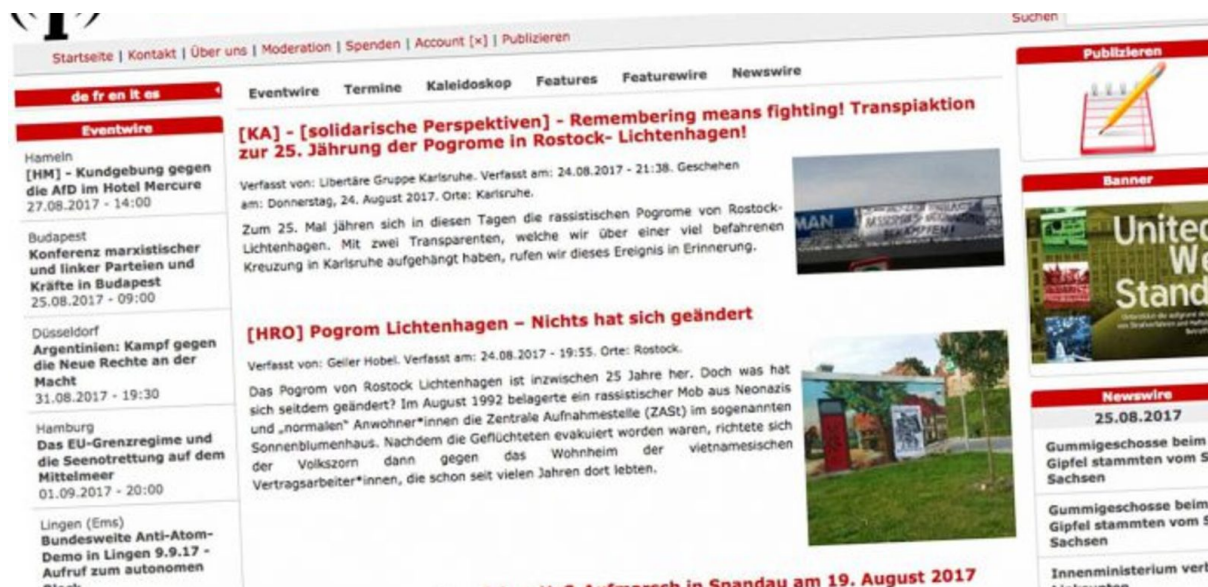 Suchen
Startseite | Kontakt | Über uns | Moderation | Spenden | Account [×] | Publizieren
de fr en it es
Eventwire
Hameln
[HM] - Kundgebung gegen
die AfD im Hotel Mercure
27.08.2017 - 14:00
Budapest
Konferenz marxistischer
und linker Parteien und
Kräfte in Budapest
25.08.2017 - 09:00
Düsseldorf
Argentinien: Kampf gegen
die Neue Rechte an der
Macht
31.08.2017 - 19:30
Hamburg
Das EU-Grenzregime und
die Seenotrettung auf dem
Mittelmeer
01.09.2017 - 20:00
Lingen (Ems)
Bundesweite Anti-Atom-
Demo in Lingen 9.9.17 -
Aufruf zum autonomen
Eventwire Termine Kaleidoskop Features Featurewire Newswire
[KA] - [solidarische Perspektiven] - Remembering means fighting! Transpiaktion
zur 25. Jährung der Pogrome in Rostock- Lichtenhagen!
Verfasst von: Libertäre Gruppe Karlsruhe. Verfasst am: 24.08.2017 - 21:38. Geschehen
am: Donnerstag, 24. August 2017. Orte: Karlsruhe.
Zum 25. Mal jähren sich in diesen Tagen die rassistischen Pogrome von Rostock-
Lichtenhagen. Mit zwei Transparenten, welche wir über einer viel befahrenen
Kreuzung in Karlsruhe aufgehängt haben, rufen wir dieses Ereignis in Erinnerung.
MAN
BEKÄMPFEN!
[HRO] Pogrom Lichtenhagen – Nichts hat sich geändert
Verfasst von: Geiler Hobel. Verfasst am: 24.08.2017 - 19:55. Orte: Rostock.
Das Pogrom von Rostock Lichtenhagen ist inzwischen 25 Jahre her. Doch was hat
sich seitdem geändert? Im August 1992 belagerte ein rassistischer Mob aus Neonazis
und „normalen“ Anwohner*innen die Zentrale Aufnahmestelle (ZASt) im sogenannten
Sonnenblumenhaus. Nachdem die Geflüchteten evakuiert worden waren, richtete sich
der Volkszorn dann gegen das Wohnheim der vietnamesischen
Vertragsarbeiter*innen, die schon seit vielen Jahren dort lebten.
Aufmarsch in Spandau am 19. August 2017
Publizieren
Banner
United
We
Stand
Newswire
25.08.2017
Gummigeschosse beim
Gipfel stammten vom S
Sachsen
Gummigeschosse beim
Gipfel stammten vom S
Sachsen
Innenministerium verb